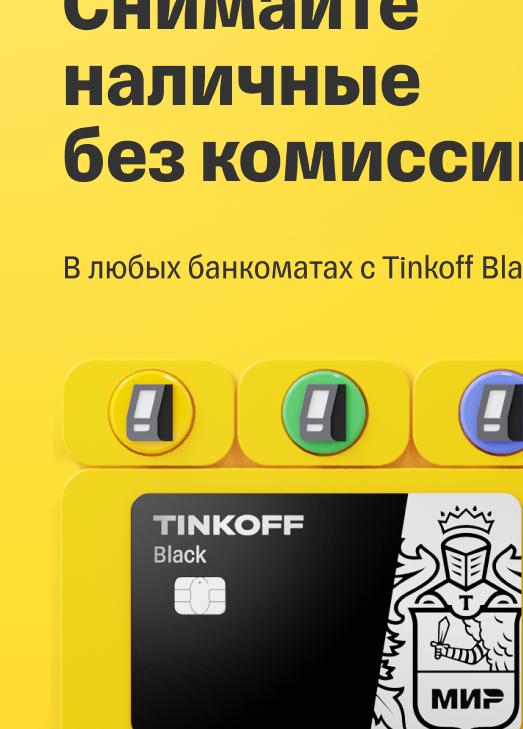 Снимайте
наличные
без комисси
В любых банкоматах с Tinkoff Bla
TINKOFF
Black
T
МИР